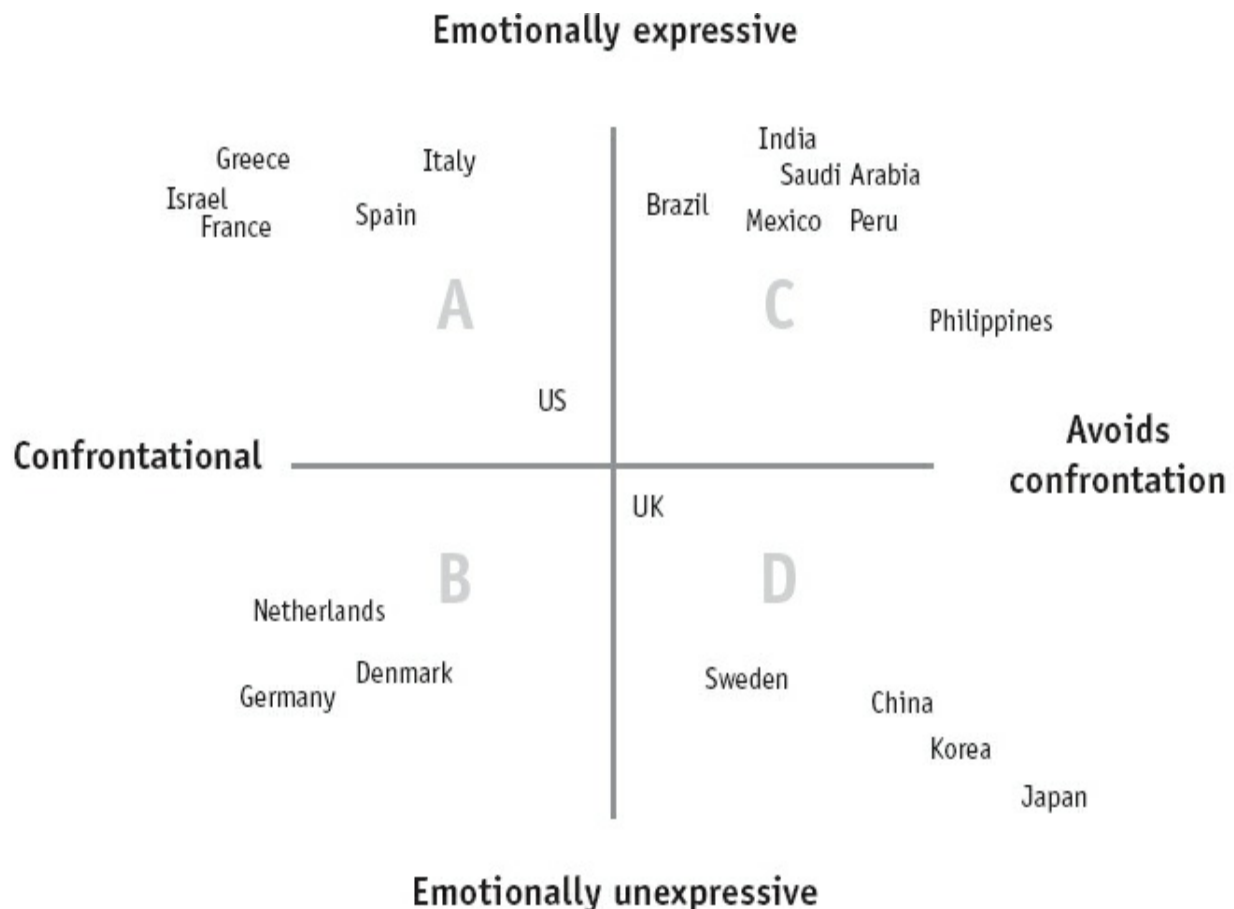 Emotionally expressive
India
Greece
Italy
Saudi Arabia
Israel
Brazil
France
Spain
Mexico
Peru
A
C
Philippines
US
Confrontational
Avoids
confrontation
UK
B
D
Netherlands
Denmark
Sweden
Germany
China
Korea
Japan
Emotionally unexpressive